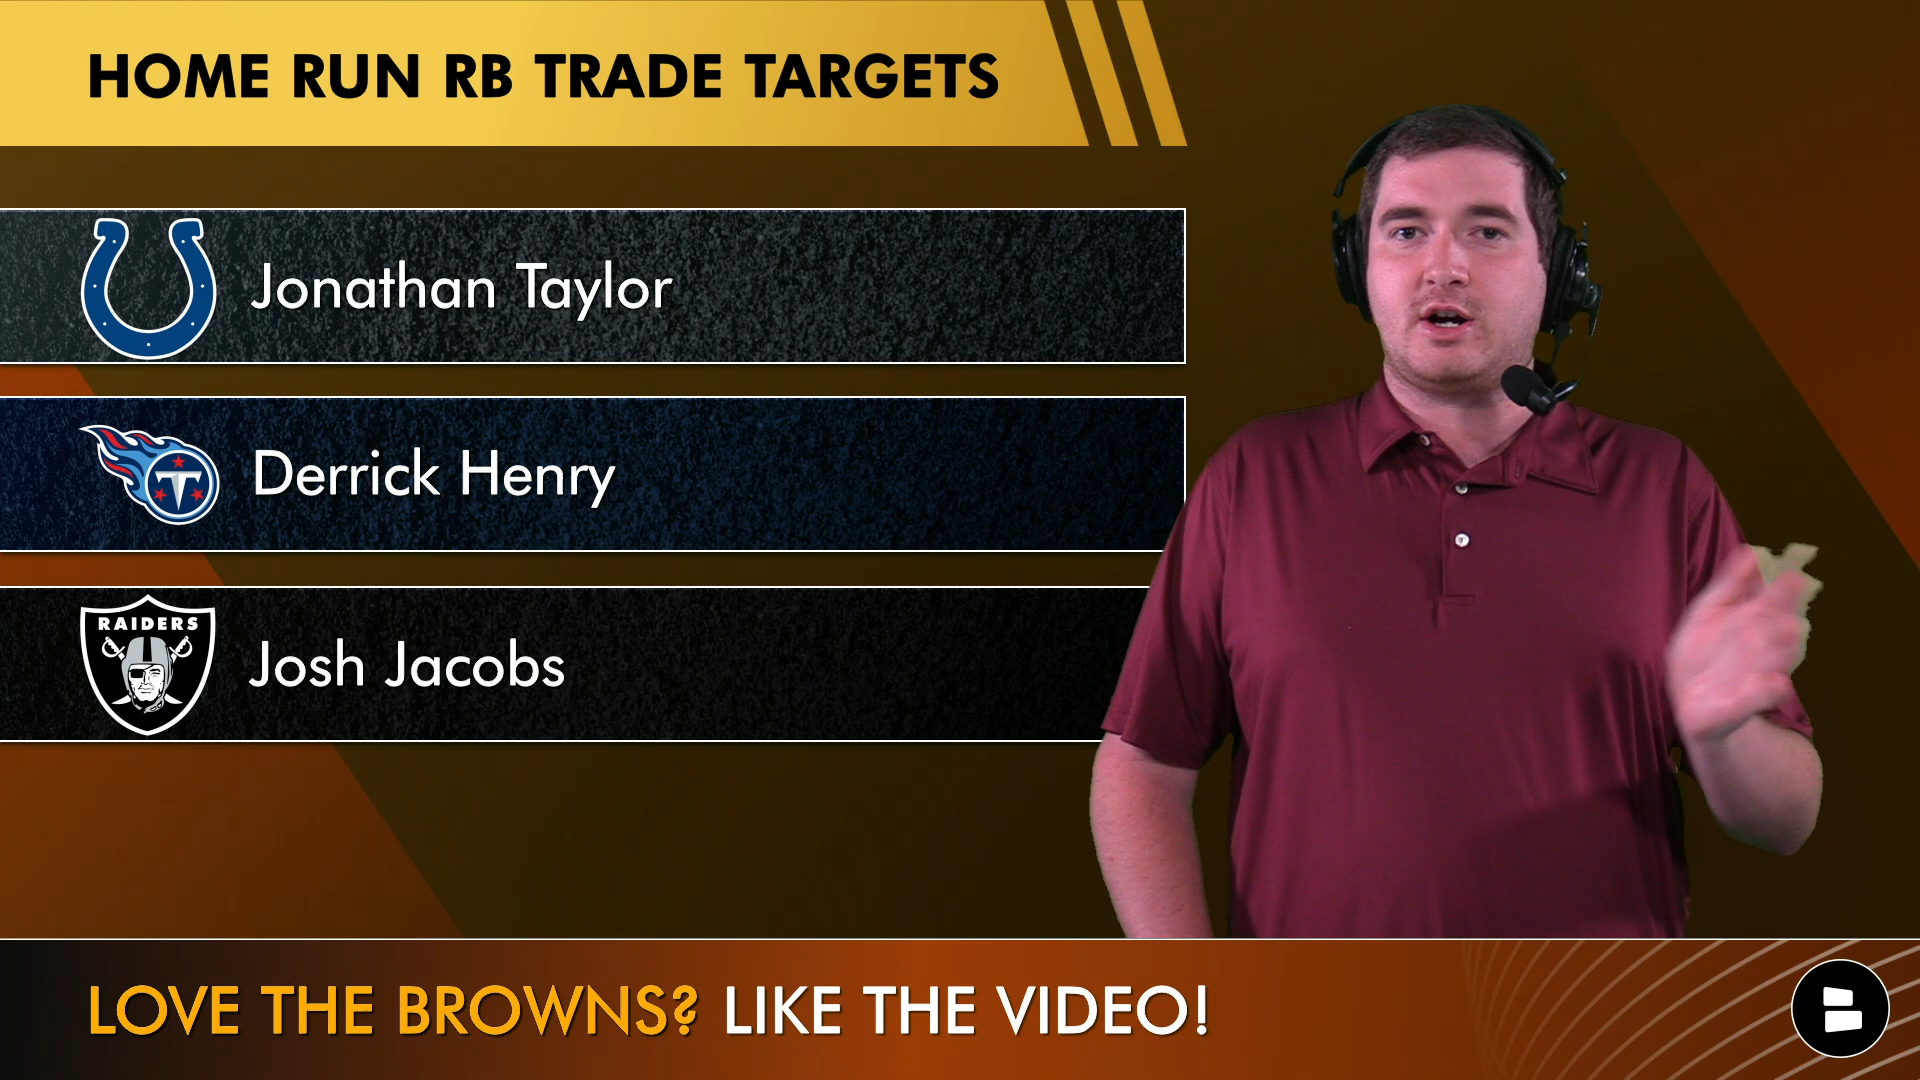 HOME RUN RB TRADE TARGETS
Jonathan Taylor
T
Derrick Henry
RAIDERS
Josh Jacobs
LOVE THE BROWNS? LIKE THE VIDEO!